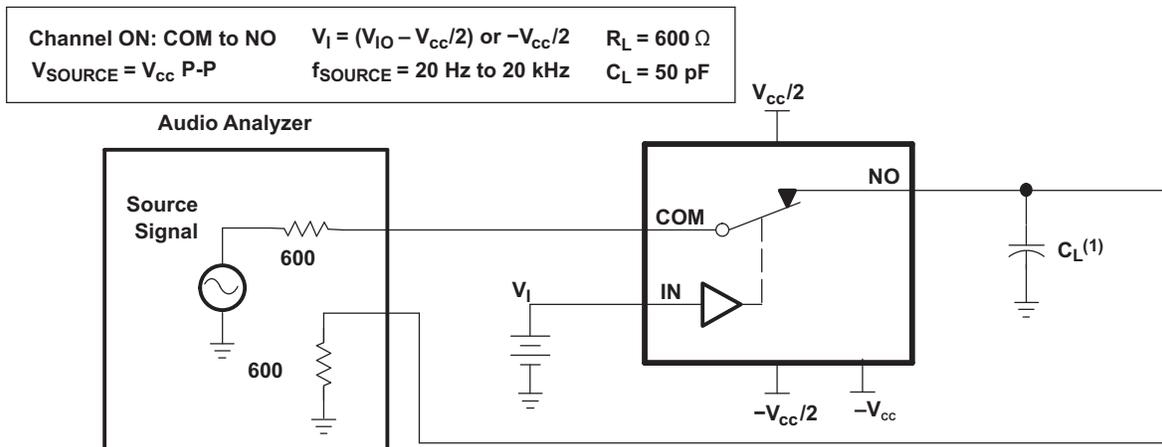 Channel ON: COM to NO V_I = (V_IO – V_cc/2) or −V_cc/2 R_L = 600 Ω
V_SOURCE = V_cc P-P f_SOURCE = 20 Hz to 20 kHz C_L = 50 pF
V_cc/2
Audio Analyzer
NO
Source
Signal
COM
600
C_L(1)
V_I
IN
600
−V_cc/2
−V_cc